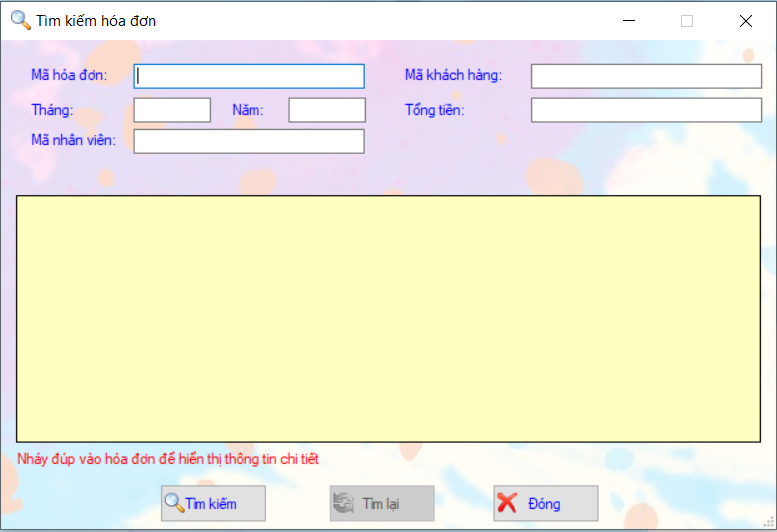 Tìm kiếm hóa đơn
Mã hóa đơn:
Mã khách hàng:
Tháng:
Năm:
Tổng tiền:
Mã nhân viên:
Nháy đúp vào hóa đơn để hiển thị thông tin chi tiết
Tìm kiếm
Tìm lại
Đóng